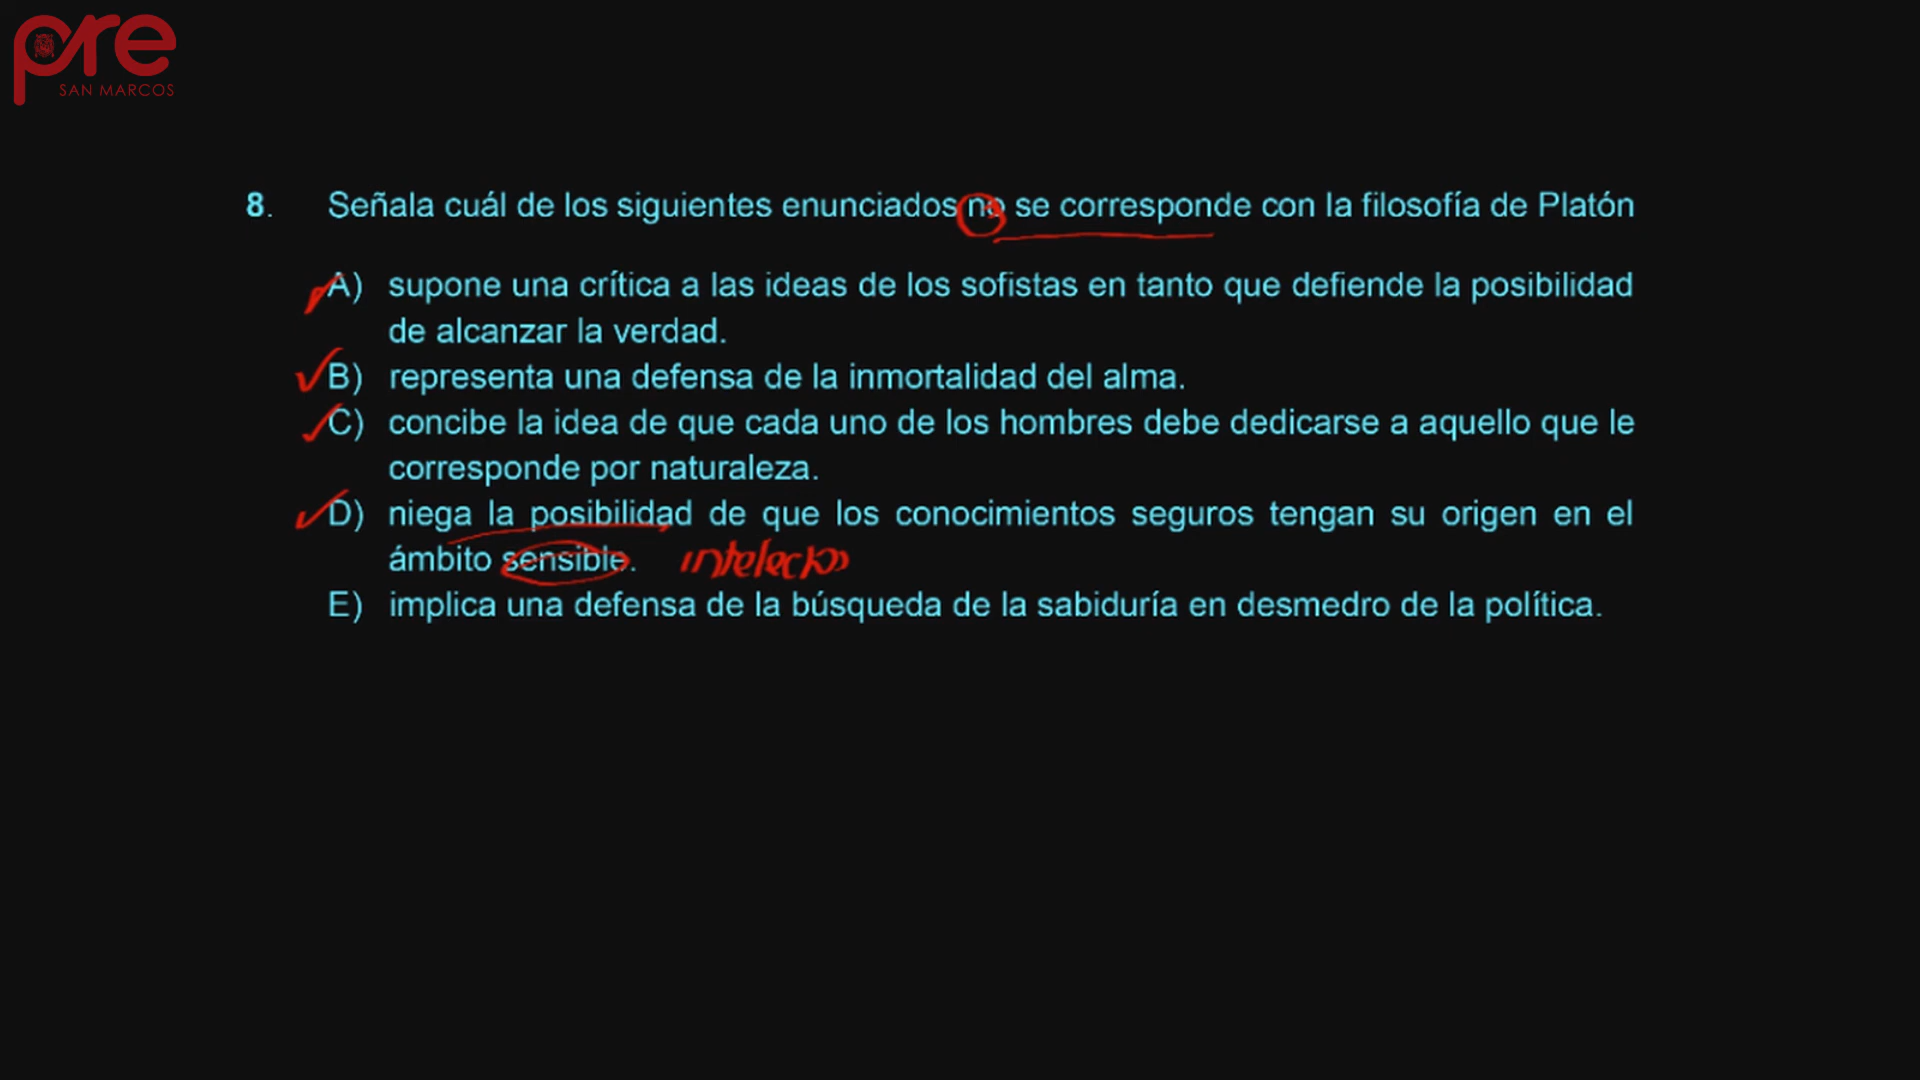 pre
SAN MARCOS
8. Señala cuál de los siguientes enunciados no se corresponde con la filosofía de Platón
A) supone una crítica a las ideas de los sofistas en tanto que defiende la posibilidad
de alcanzar la verdad.
B) representa una defensa de la inmortalidad del alma.
C) concibe la idea de que cada uno de los hombres debe dedicarse a aquello que le
corresponde por naturaleza.
D) niega la posibilidad de que los conocimientos seguros tengan su origen en el
ámbito sensible. intelecto
E) implica una defensa de la búsqueda de la sabiduría en desmedro de la política.